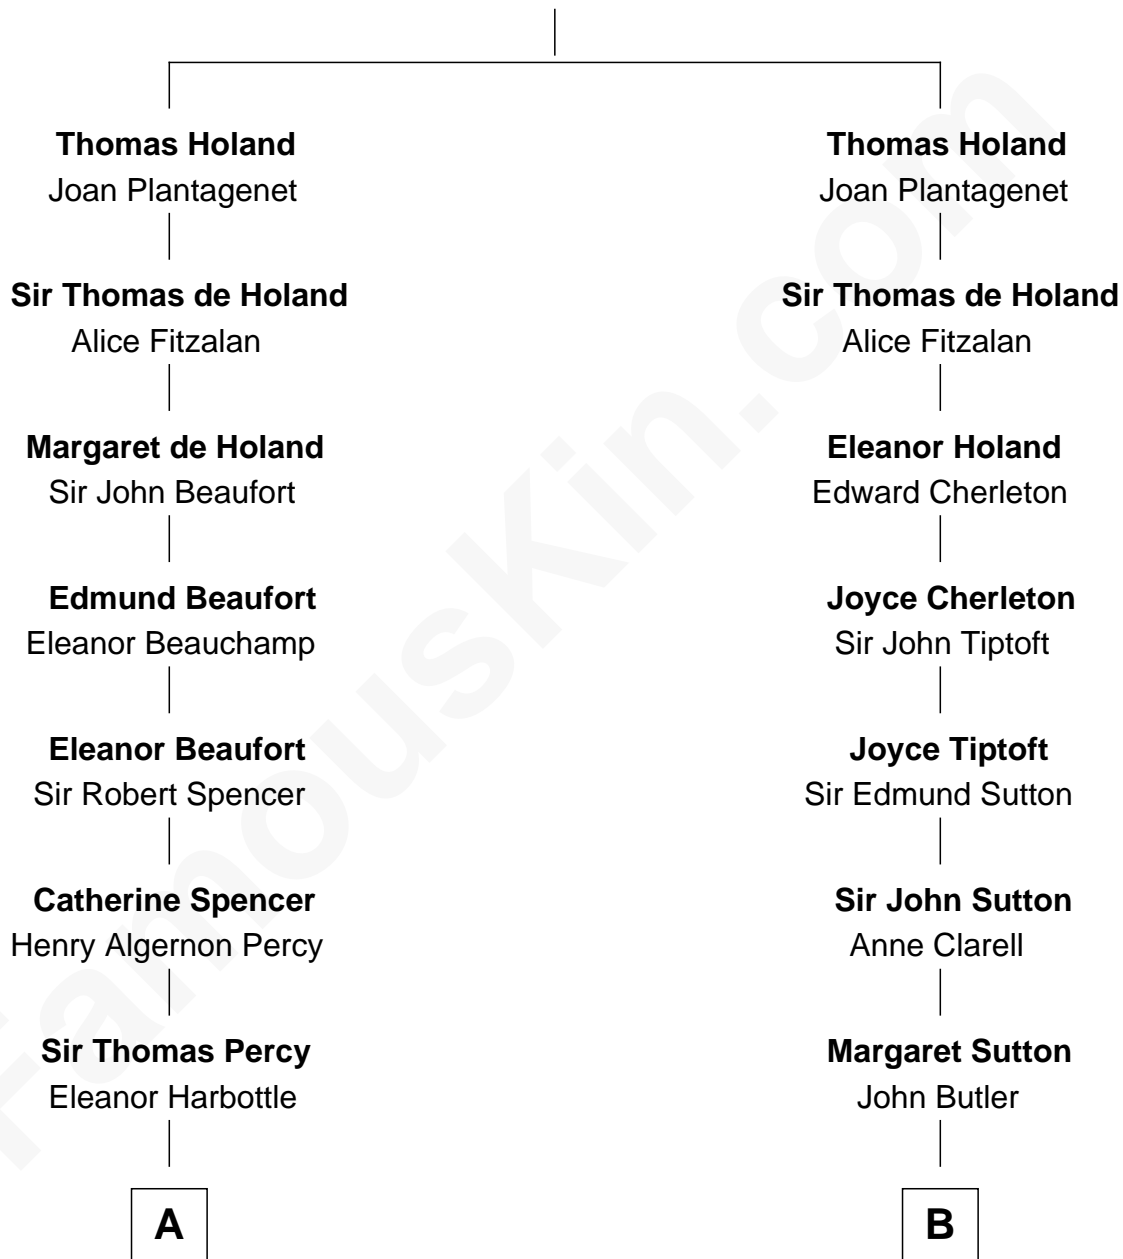 Thomas Holand
Joan Plantagenet
Sir Thomas de Holand
Alice Fitzalan
Margaret de Holand
Sir John Beaufort
Edmund Beaufort
Eleanor Beauchamp
Eleanor Beaufort
Sir Robert Spencer
Catherine Spencer
Henry Algernon Percy
Sir Thomas Percy
Eleanor Harbottle
A
Thomas Holand
Joan Plantagenet
Sir Thomas de Holand
Alice Fitzalan
Eleanor Holand
Edward Cherleton
Joyce Cherleton
Sir John Tiptoft
Joyce Tiptoft
Sir Edmund Sutton
Sir John Sutton
Anne Clarell
Margaret Sutton
John Butler
B
FamousKin.com